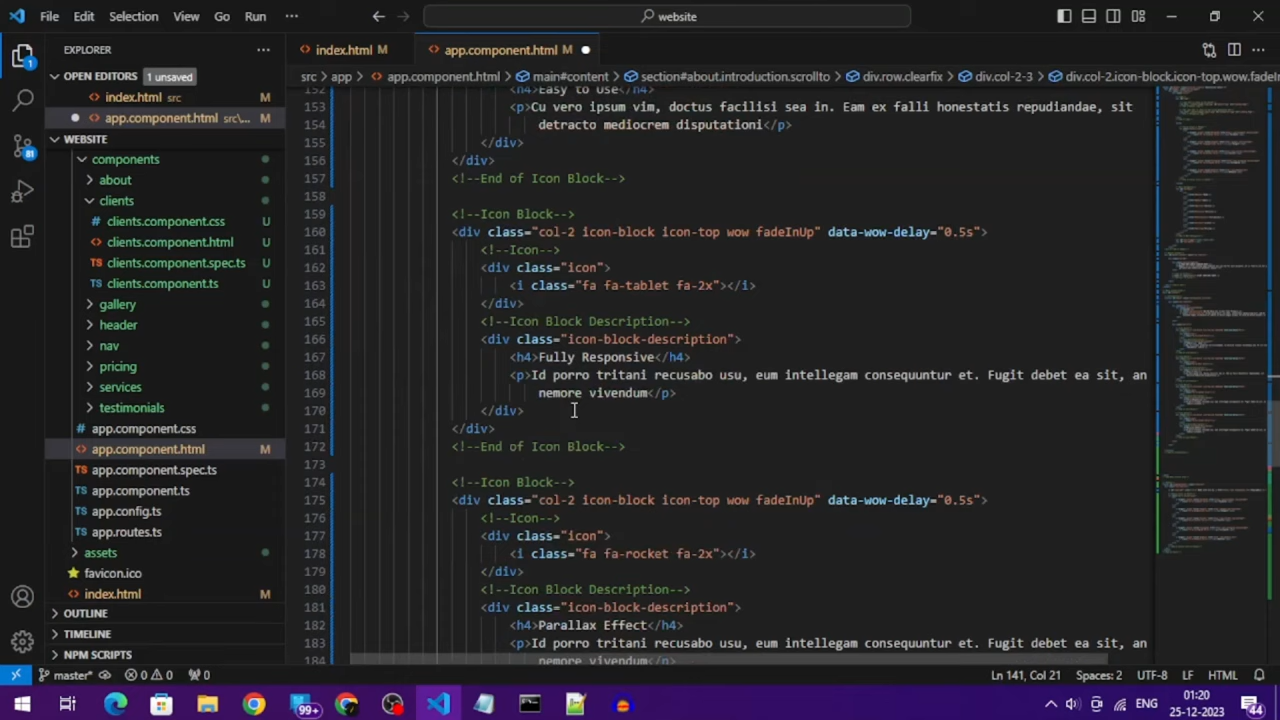 File Edit Selection View Go Run ··· website
EXPLORER ···
OPEN EDITORS 1 unsaved
index.html src M
app.component.html src\... M
WEBSITE
components
about
clients
# clients.component.css U
clients.component.html U
TS clients.component.spec.ts U
TS clients.component.ts U
gallery
header
nav
pricing
services
testimonials
# app.component.css
app.component.html M
TS app.component.spec.ts
TS app.component.ts
TS app.config.ts
TS app.routes.ts
assets
favicon.ico
index.html M
OUTLINE
TIMELINE
NPM SCRIPTS
1
81
index.html M app.component.html M
src > app > app.component.html > main#content > section#about.introduction.scrollto > div.row.clearfix > div.col-2-3 > div.col-2.icon-block.icon-top.wow.fadeIn
152 <h4>Easy to Use</h4>
153 <p>Cu vero ipsum vim, doctus facilisi sea in. Eam ex falli honestatis repudiandae, sit
154 detracto mediocrem disputationi</p>
155 </div>
156 </div>
157 <!--End of Icon Block-->
158
159 <!--Icon Block-->
160 <div class="col-2 icon-block icon-top wow fadeInUp" data-wow-delay="0.5s">
161 <!--Icon-->
162 <div class="icon">
163 <i class="fa fa-tablet fa-2x"></i>
164 </div>
165 <!--Icon Block Description-->
166 <div class="icon-block-description">
167 <h4>Fully Responsive</h4>
168 <p>Id porro tritani recusabo usu, eum intellegam consequuntur et. Fugit debet ea sit, an
169 nemore vivendum</p>
170 </div>
171 </div>
172 <!--End of Icon Block-->
173
174 <!--Icon Block-->
175 <div class="col-2 icon-block icon-top wow fadeInUp" data-wow-delay="0.5s">
176 <!--Icon-->
177 <div class="icon">
178 <i class="fa fa-rocket fa-2x"></i>
179 </div>
180 <!--Icon Block Description-->
181 <div class="icon-block-description">
182 <h4>Parallax Effect</h4>
183 <p>Id porro tritani recusabo usu, eum intellegam consequuntur et. Fugit debet ea sit, an
184 nemore vivendum</p>
master* 0 0 0 Ln 141, Col 21 Spaces: 2 UTF-8 LF HTML
99+ ENG 01:20
25-12-2023 44